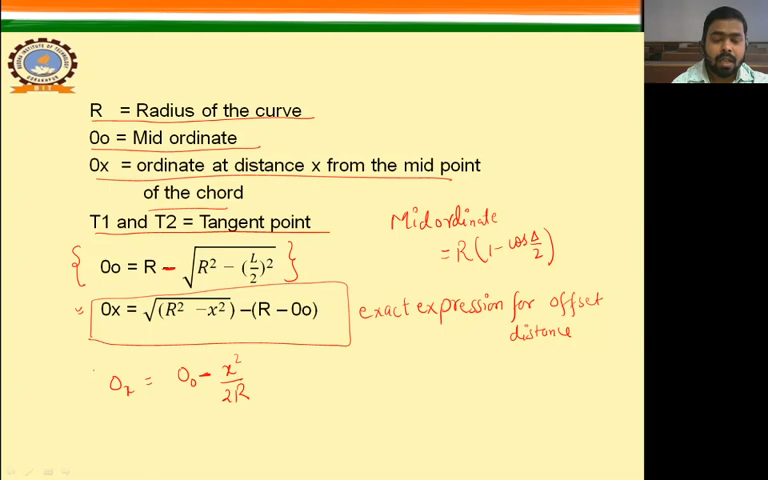 R = Radius of the curve
0o = Mid ordinate
0x = ordinate at distance x from the mid point
of the chord
T1 and T2 = Tangent point
Midordinate
= R(1-cos Δ/2)
{ 0o = R - √(R² − (L/2)²) }
0x = √(R² −x²) −(R − 0o)
exact expression for offset
distance
Ox = Oo - x²/2R
B I T